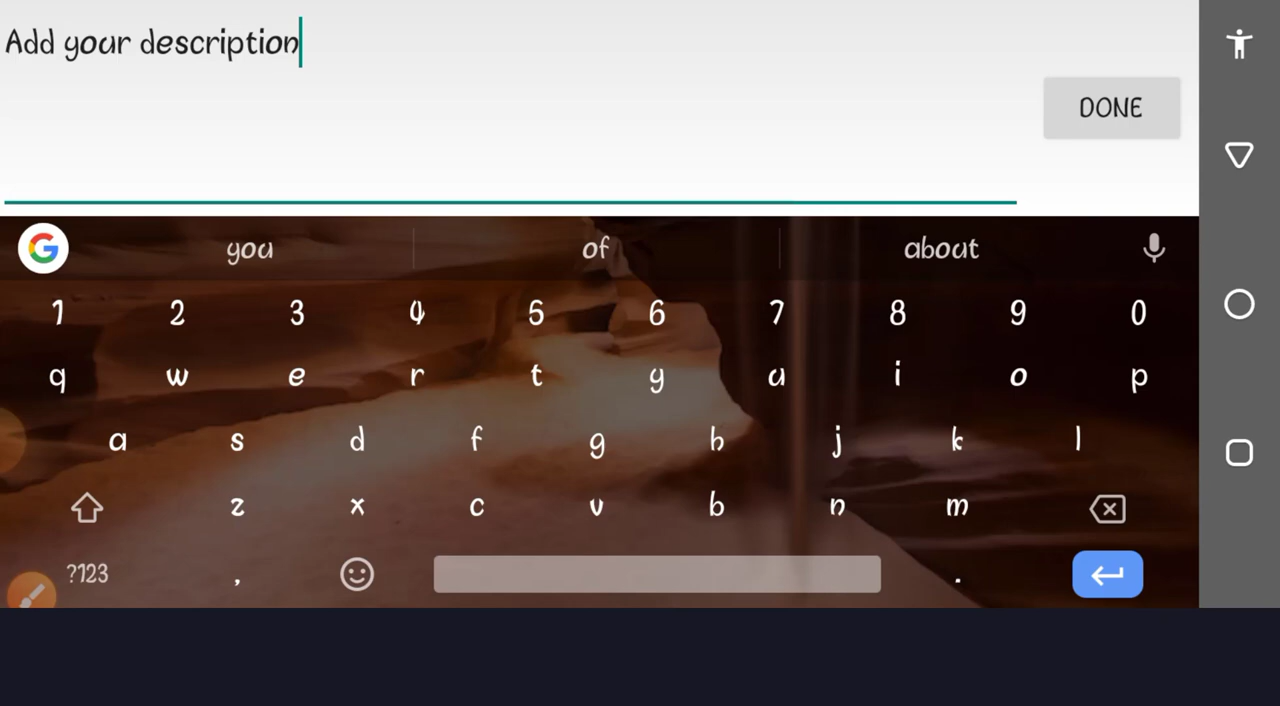 Add your description
DONE
you of about
1 2 3 4 5 6 7 8 9 0
q w e r t y u i o p
a s d f g h j k l
z x c v b n m
?123 , .